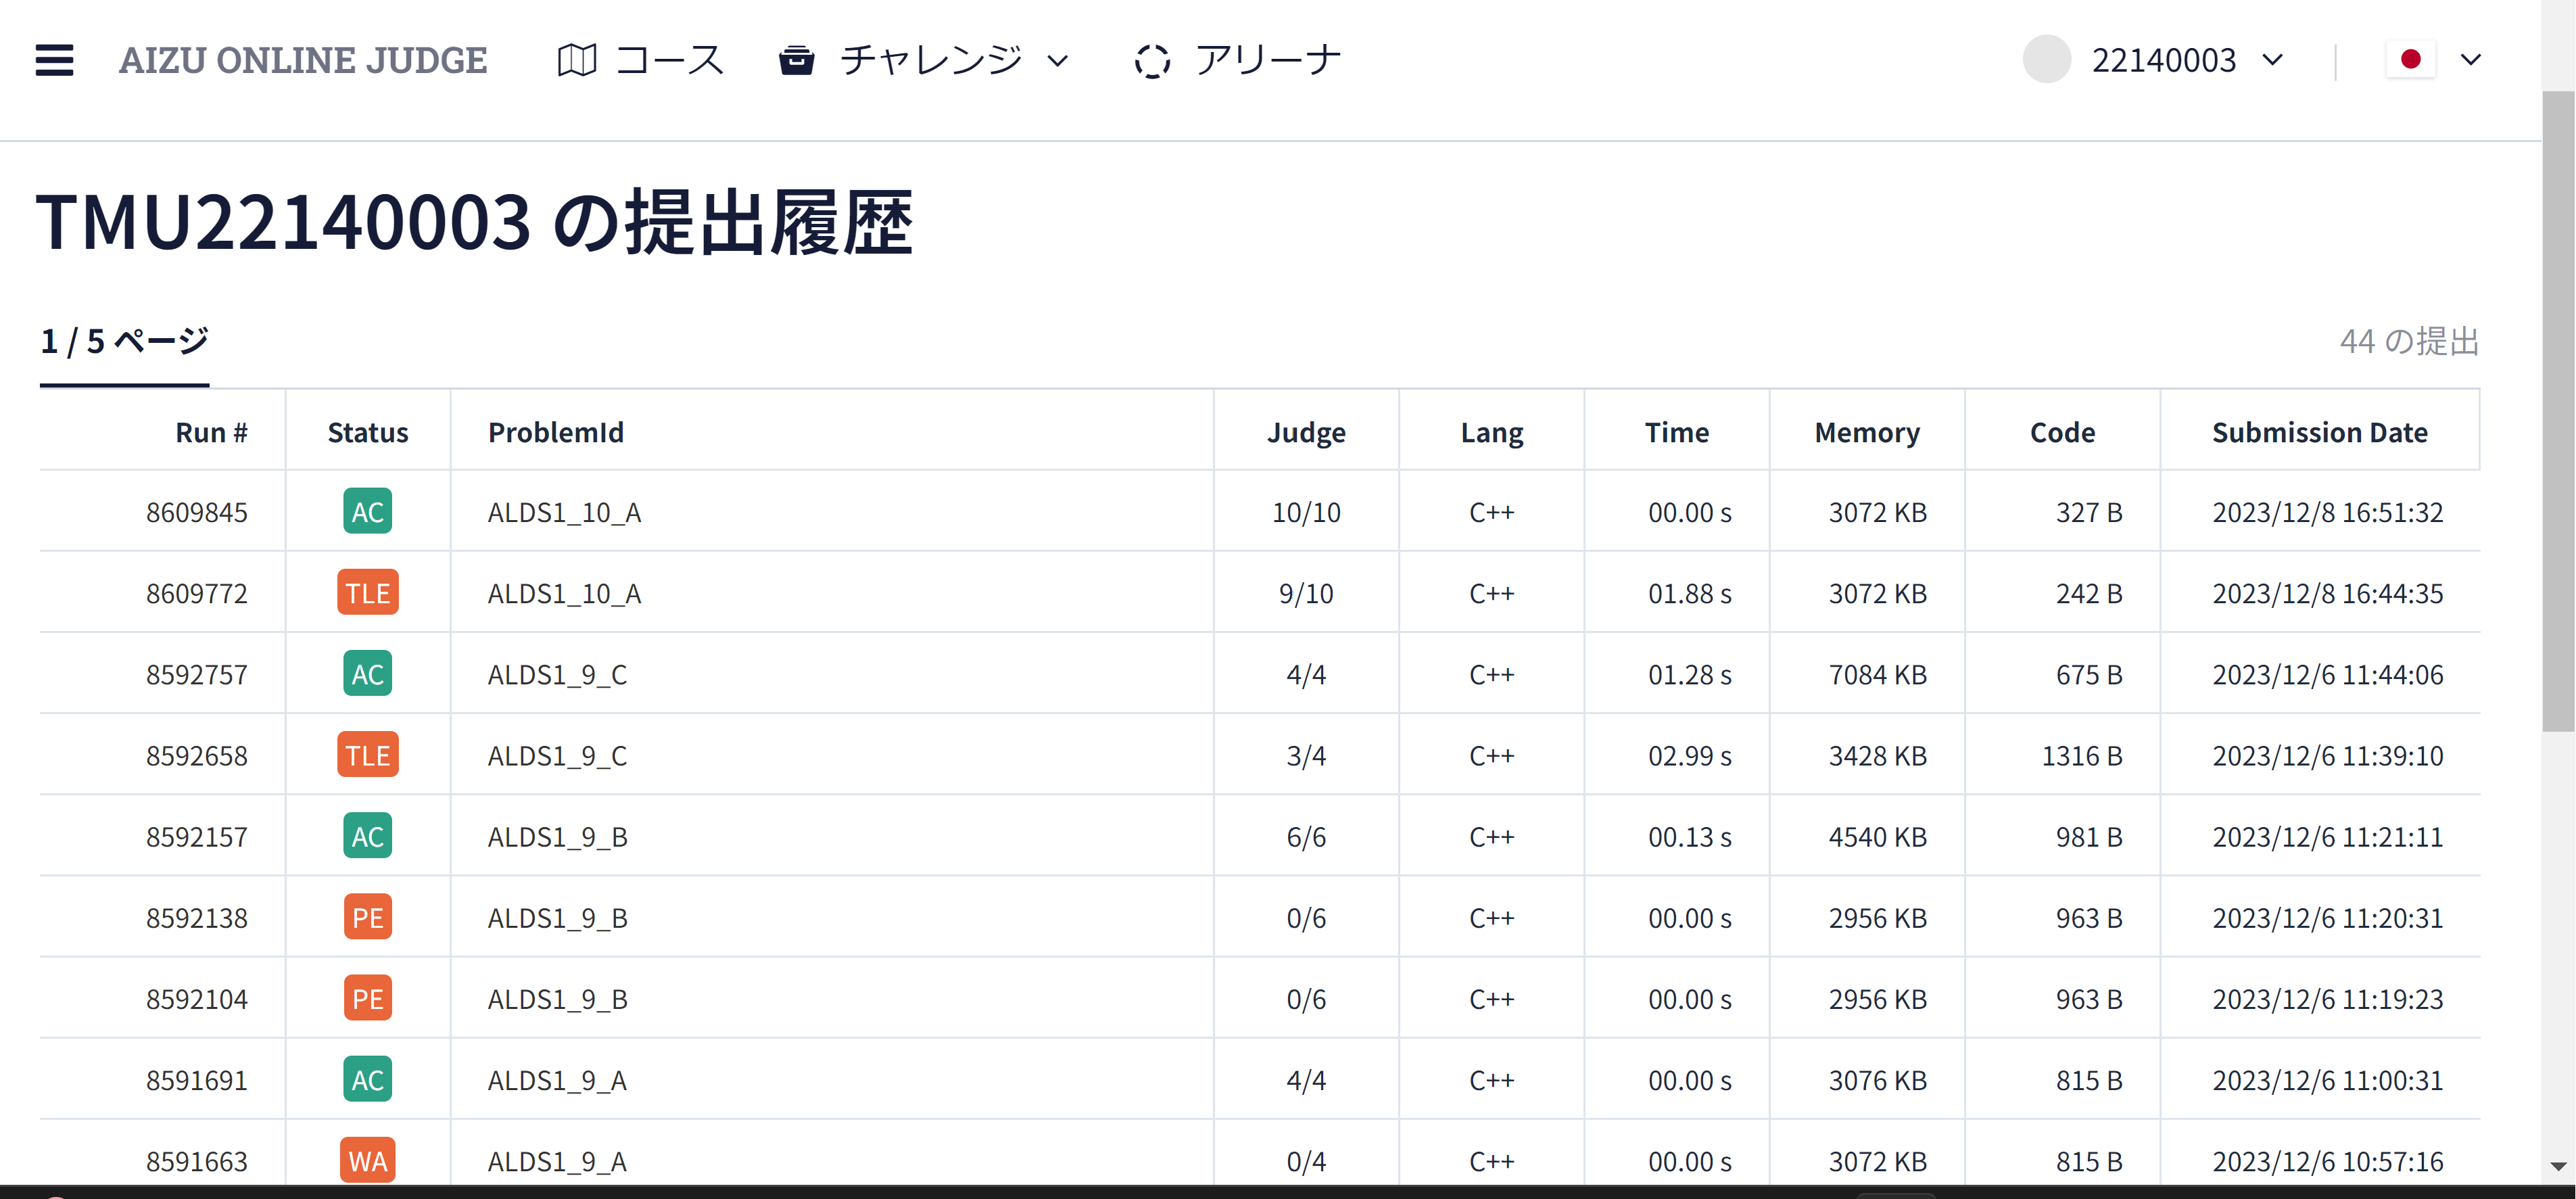 AIZU ONLINE JUDGE コース チャレンジ アリーナ 22140003
TMU22140003 の提出履歴
1 / 5 ページ 44 の提出
Run # Status ProblemId Judge Lang Time Memory Code Submission Date
8609845 AC ALDS1_10_A 10/10 C++ 00.00 s 3072 KB 327 B 2023/12/8 16:51:32
8609772 TLE ALDS1_10_A 9/10 C++ 01.88 s 3072 KB 242 B 2023/12/8 16:44:35
8592757 AC ALDS1_9_C 4/4 C++ 01.28 s 7084 KB 675 B 2023/12/6 11:44:06
8592658 TLE ALDS1_9_C 3/4 C++ 02.99 s 3428 KB 1316 B 2023/12/6 11:39:10
8592157 AC ALDS1_9_B 6/6 C++ 00.13 s 4540 KB 981 B 2023/12/6 11:21:11
8592138 PE ALDS1_9_B 0/6 C++ 00.00 s 2956 KB 963 B 2023/12/6 11:20:31
8592104 PE ALDS1_9_B 0/6 C++ 00.00 s 2956 KB 963 B 2023/12/6 11:19:23
8591691 AC ALDS1_9_A 4/4 C++ 00.00 s 3076 KB 815 B 2023/12/6 11:00:31
8591663 WA ALDS1_9_A 0/4 C++ 00.00 s 3072 KB 815 B 2023/12/6 10:57:16